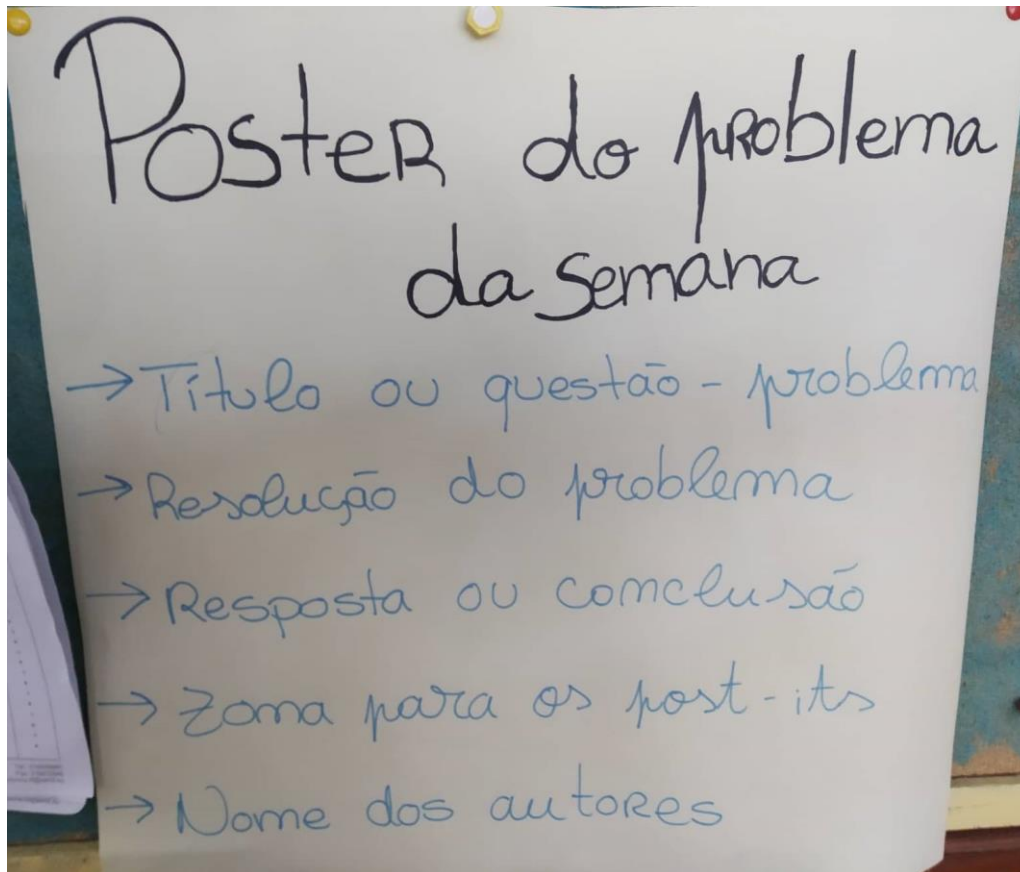 Poster do problema
da semana
→ Título ou questão - problema
→ Resolução do problema
→ Resposta ou conclusão
→ Zona para os post-its
→ Nome dos autores